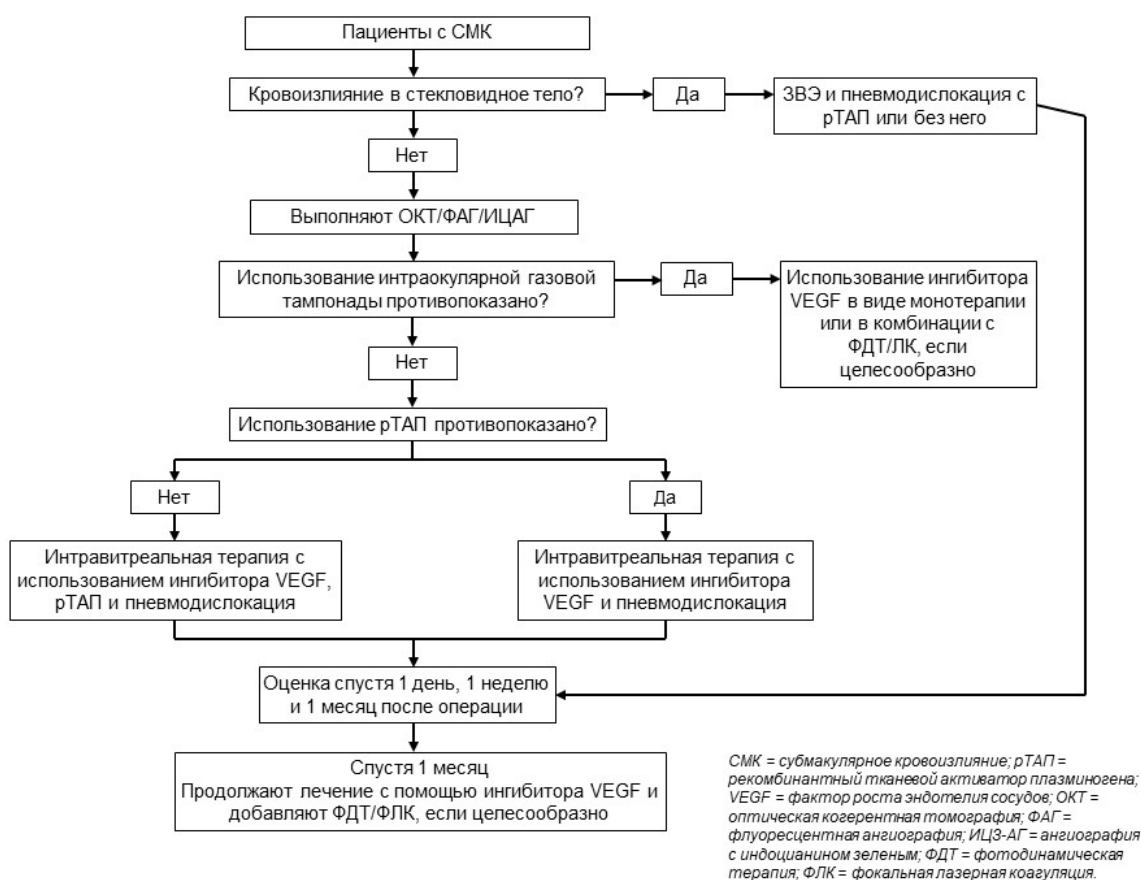 Пациенты с СМК
Кровоизлияние в стекловидное тело?
Да
ЗВЭ и пневмодислокация с
рТАП или без него
Нет
Выполняют ОКТ/ФАГ/ИЦАГ
Использование интраокулярной газовой
тампонады противопоказано?
Да
Использование ингибитора
VEGF в виде монотерапии
или в комбинации с
ФДТ/ЛК, если
целесообразно
Нет
Использование рТАП противопоказано?
Нет
Да
Интравитреальная терапия с
использованием ингибитора VEGF,
рТАП и пневмодислокация
Интравитреальная терапия с
использованием ингибитора
VEGF и пневмодислокация
Оценка спустя 1 день, 1 неделю
и 1 месяц после операции
Спустя 1 месяц
Продолжают лечение с помощью ингибитора VEGF и
добавляют ФДТ/ФЛК, если целесообразно
СМК = субмакулярное кровоизлияние; рТАП =
рекомбинантный тканевой активатор плазминогена;
VEGF = фактор роста эндотелия сосудов; ОКТ =
оптическая когерентная томография; ФАГ =
флуоресцентная ангиография; ИЦЗ-АГ = ангиография
с индоцианином зеленым; ФДТ = фотодинамическая
терапия; ФЛК = фокальная лазерная коагуляция.